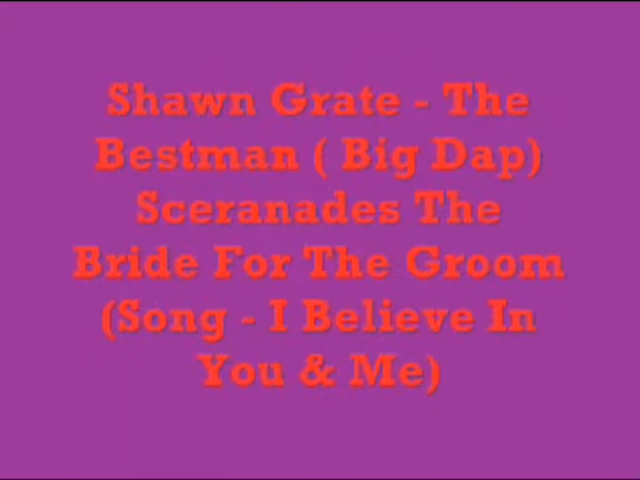 Shawn Grate - The
Bestman ( Big Dap)
Sceranades The
Bride For The Groom
(Song - I Believe In
You & Me)